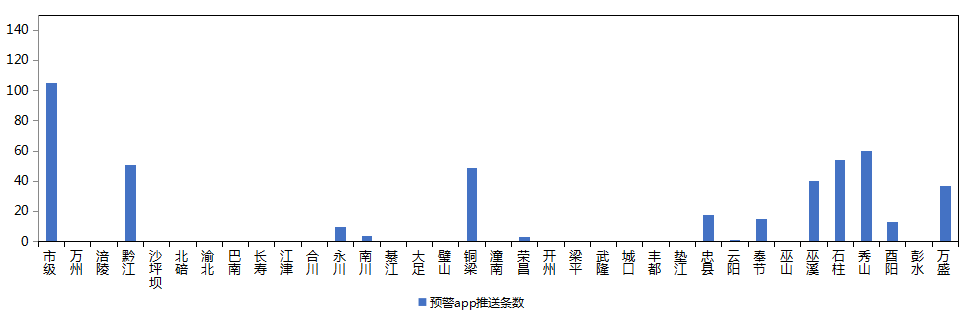 140
120
100
80
60
40
20
0
市级
万州
涪陵
黔江
沙坪坝
北碚
渝北
巴南
长寿
江津
合川
永川
南川
綦江
大足
璧山
铜梁
潼南
荣昌
开州
梁平
武隆
城口
丰都
垫江
忠县
云阳
奉节
巫山
巫溪
石柱
秀山
酉阳
彭水
万盛
预警app推送条数